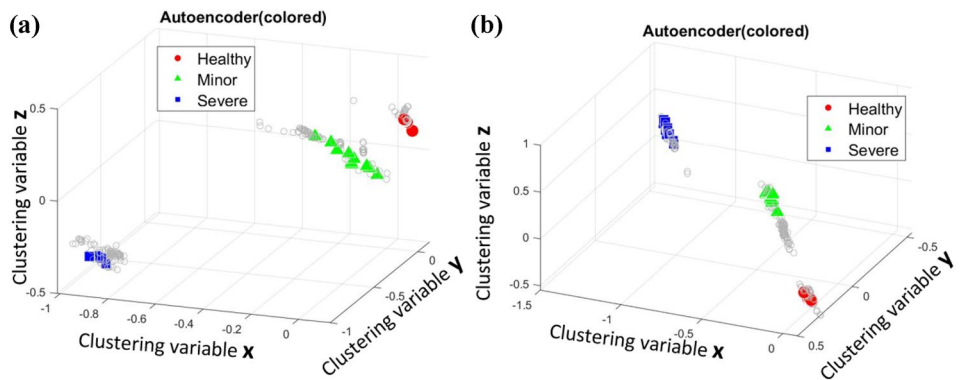 (a)
Autoencoder(colored)
Healthy
Minor
Severe
0.5
0
-0.5
Clustering variable z
-1
-0.8
-0.6
-0.4
-0.2
0
Clustering variable x
-1
-0.5
0
Clustering variable y
(b)
Autoencoder(colored)
Healthy
Minor
Severe
1
0.5
0
-0.5
Clustering variable z
-1.5
-1
-0.5
0
Clustering variable x
0.5
0
-0.5
Clustering variable y